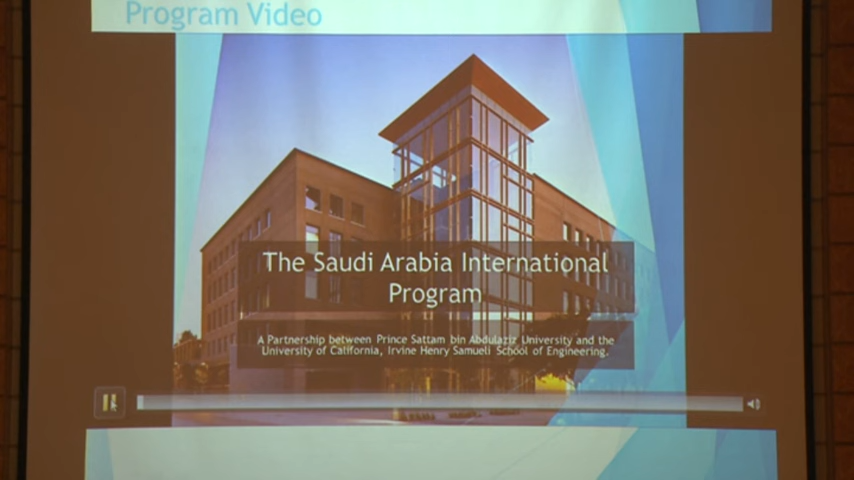 Program Video
The Saudi Arabia International
Program
A Partnership between Prince Sattam bin Abdulaziz University and the
University of California, Irvine Henry Samueli School of Engineering.